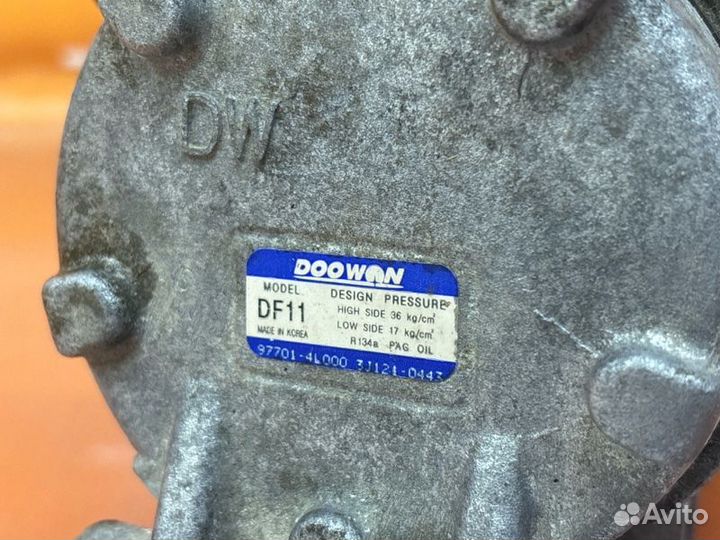 DW
DOOWON
MODEL
DF11
MADE IN KOREA
DESIGN PRESSURE
HIGH SIDE 36 kg/cm²
LOW SIDE 17 kg/cm²
R134a PAG OIL
97701-4L000 3J121-0443
Avito